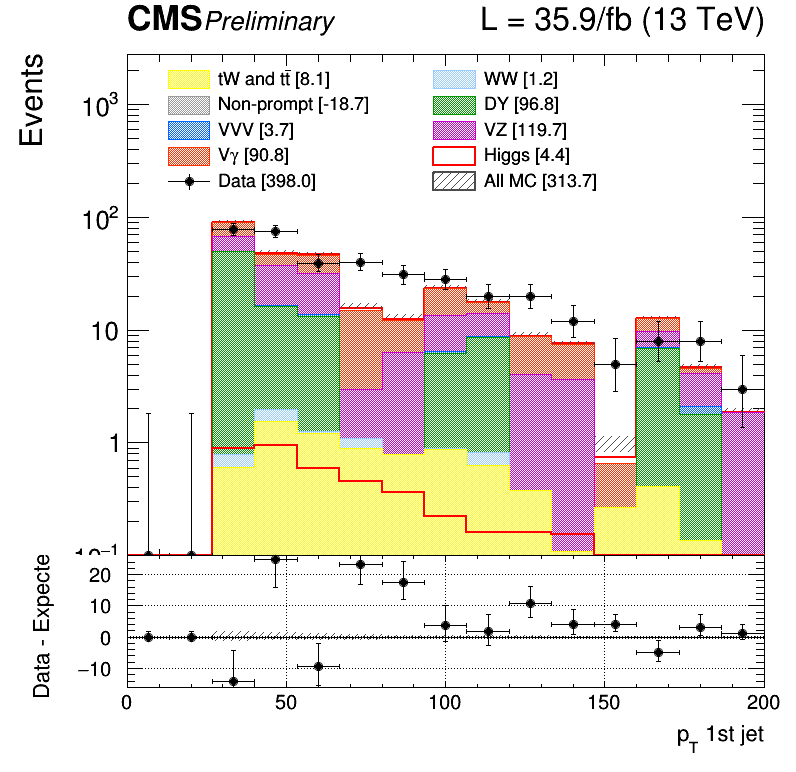 CMS Preliminary L = 35.9/fb (13 TeV)
Events
tW and tt̄ [8.1] WW [1.2]
Non-prompt [-18.7] DY [96.8]
VVV [3.7] VZ [119.7]
Vγ [90.8] Higgs [4.4]
Data [398.0] All MC [313.7]
10³
10²
10
1
10⁻¹
Data - Expecte
20
10
0
−10
0 50 100 150 200
p_T 1st jet